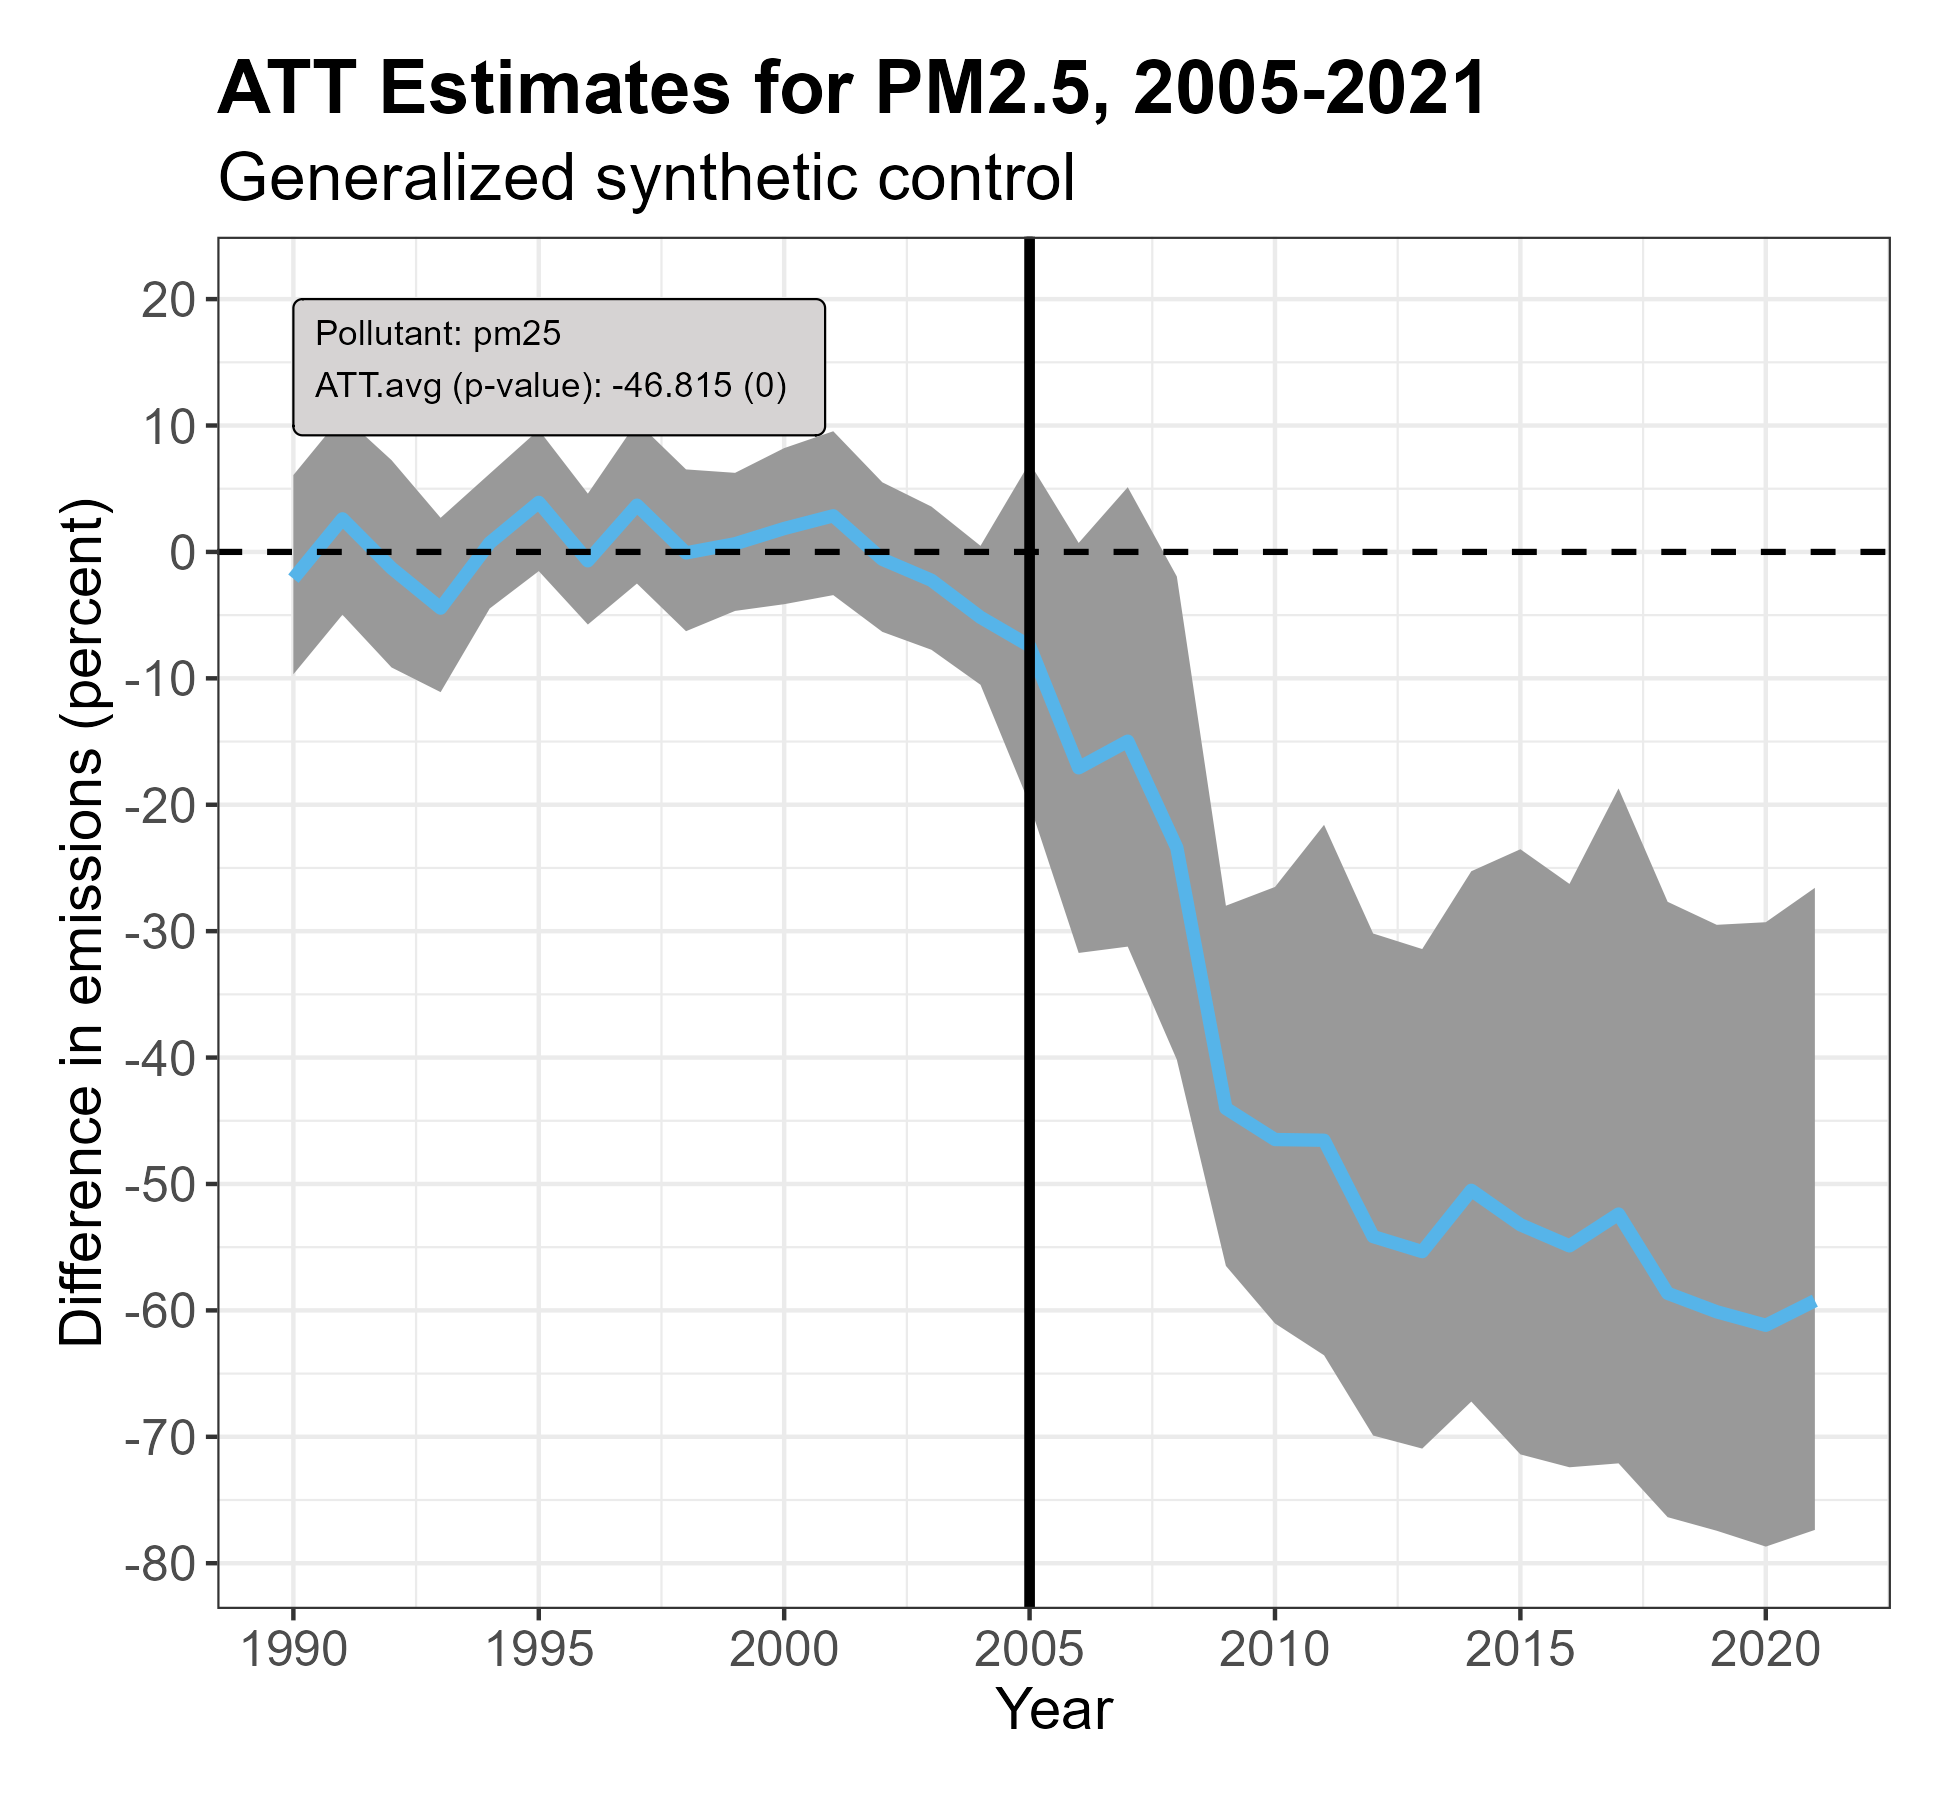 ATT Estimates for PM2.5, 2005-2021
Generalized synthetic control
Pollutant: pm25
ATT.avg (p-value): -46.815 (0)
Difference in emissions (percent)
20
10
0
-10
-20
-30
-40
-50
-60
-70
-80
1990 1995 2000 2005 2010 2015 2020
Year